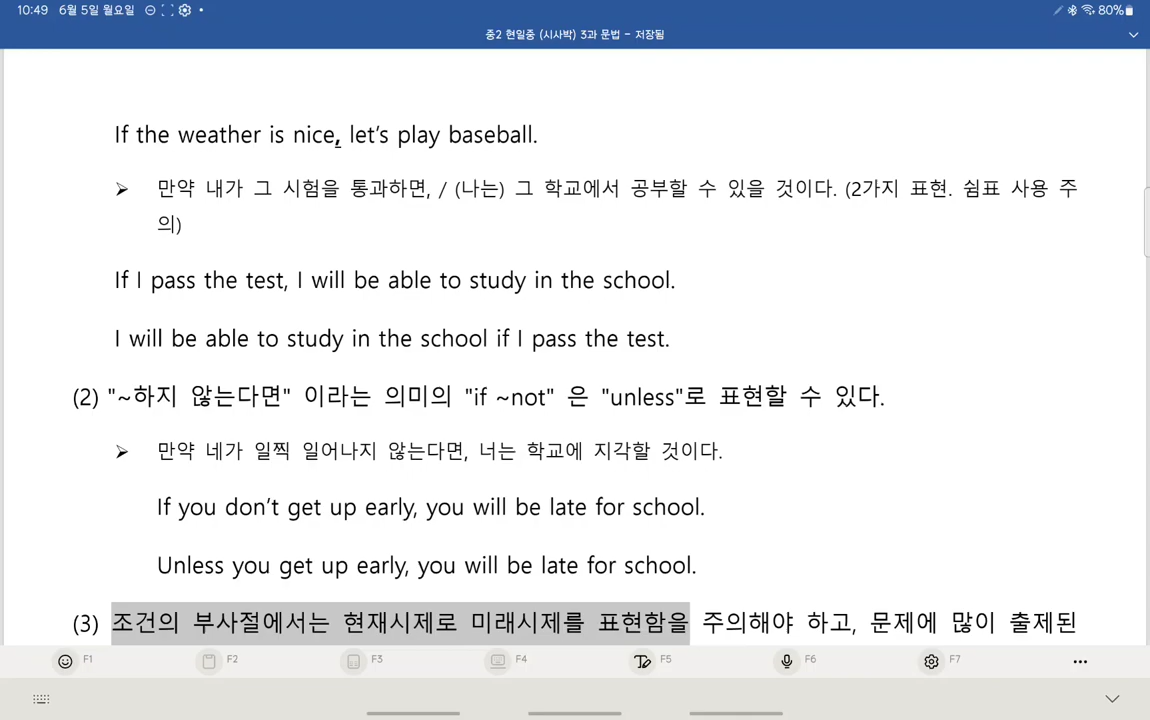 10:49 6월 5일 월요일 80%
중2 현일중 (시사박) 3과 문법 - 저장됨
If the weather is nice, let's play baseball.
➢ 만약 내가 그 시험을 통과하면, / (나는) 그 학교에서 공부할 수 있을 것이다. (2가지 표현. 쉼표 사용 주
의)
If I pass the test, I will be able to study in the school.
I will be able to study in the school if I pass the test.
(2) "~하지 않는다면" 이라는 의미의 "if ~not" 은 "unless"로 표현할 수 있다.
➢ 만약 네가 일찍 일어나지 않는다면, 너는 학교에 지각할 것이다.
If you don't get up early, you will be late for school.
Unless you get up early, you will be late for school.
(3) 조건의 부사절에서는 현재시제로 미래시제를 표현함을 주의해야 하고, 문제에 많이 출제된
F1 F2 F3 F4 F5 F6 F7